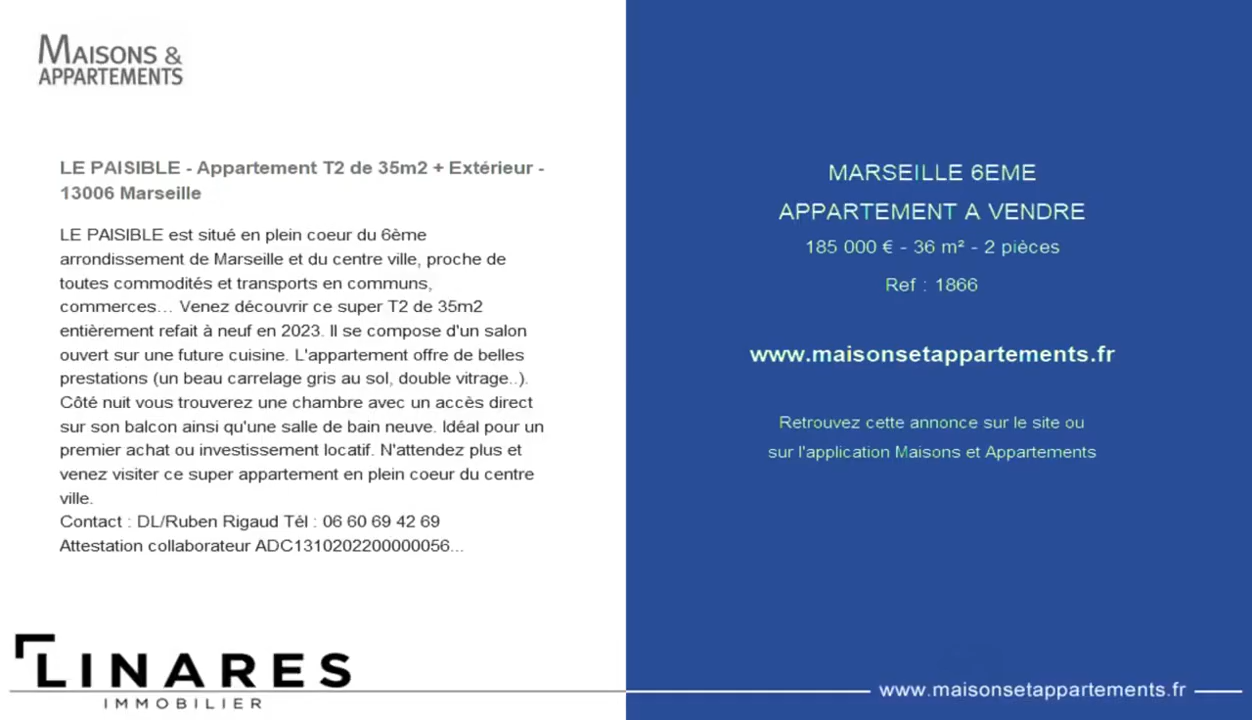 MAISONS &
APPARTEMENTS
LE PAISIBLE - Appartement T2 de 35m2 + Extérieur -
13006 Marseille
LE PAISIBLE est situé en plein coeur du 6ème
arrondissement de Marseille et du centre ville, proche de
toutes commodités et transports en communs,
commerces… Venez découvrir ce super T2 de 35m2
entièrement refait à neuf en 2023. Il se compose d'un salon
ouvert sur une future cuisine. L'appartement offre de belles
prestations (un beau carrelage gris au sol, double vitrage..).
Côté nuit vous trouverez une chambre avec un accès direct
sur son balcon ainsi qu'une salle de bain neuve. Idéal pour un
premier achat ou investissement locatif. N'attendez plus et
venez visiter ce super appartement en plein coeur du centre
ville.
Contact : DL/Ruben Rigaud Tél : 06 60 69 42 69
Attestation collaborateur ADC1310202200000056...
LINARES
IMMOBILIER
MARSEILLE 6EME
APPARTEMENT A VENDRE
185 000 € - 36 m² - 2 pièces
Ref : 1866
www.maisonsetappartements.fr
Retrouvez cette annonce sur le site ou
sur l'application Maisons et Appartements
www.maisonsetappartements.fr